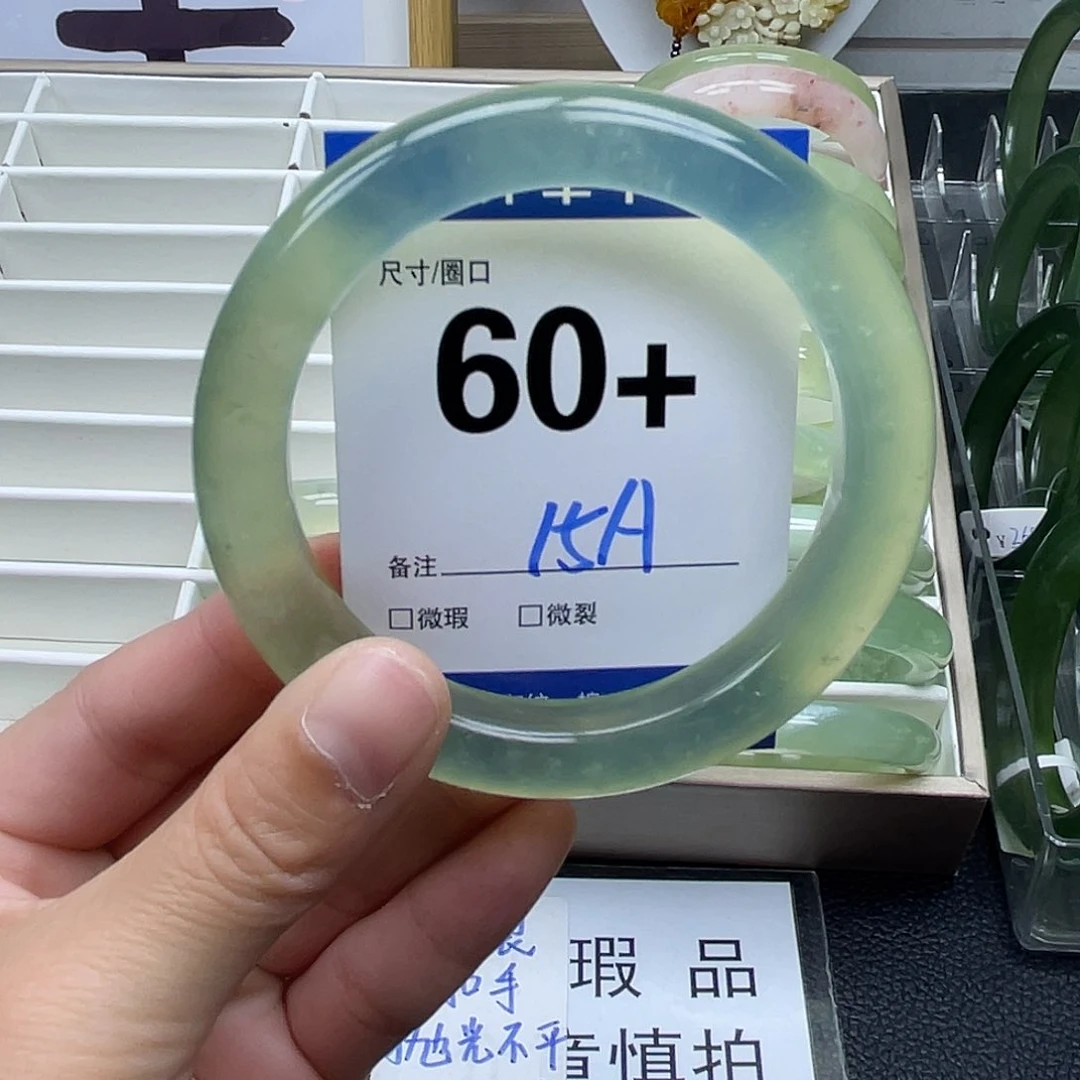 尺寸/圈口
60+
15A
备注
微瑕 微裂
¥26
手
瑕 品
抛光不平
慎拍